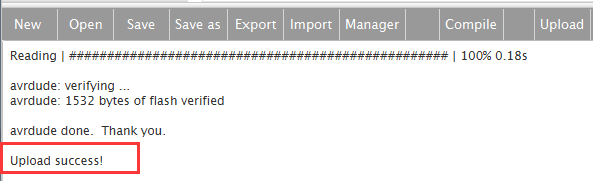 New Open Save Save as Export Import Manager Compile Upload
Reading | ################################################## | 100% 0.18s
avrdude: verifying ...
avrdude: 1532 bytes of flash verified
avrdude done.  Thank you.
Upload success!